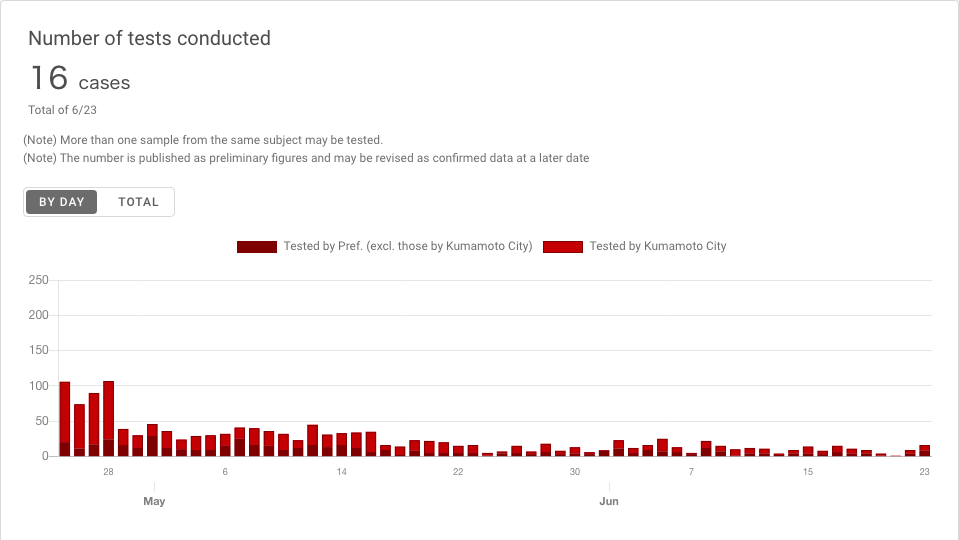 Number of tests conducted
16 cases
Total of 6/23
(Note) More than one sample from the same subject may be tested.
(Note) The number is published as preliminary figures and may be revised as confirmed data at a later date
BY DAY TOTAL
Tested by Pref. (excl. those by Kumamoto City) Tested by Kumamoto City
250
200
150
100
50
0
28 6 14 22 30 7 15 23
May Jun